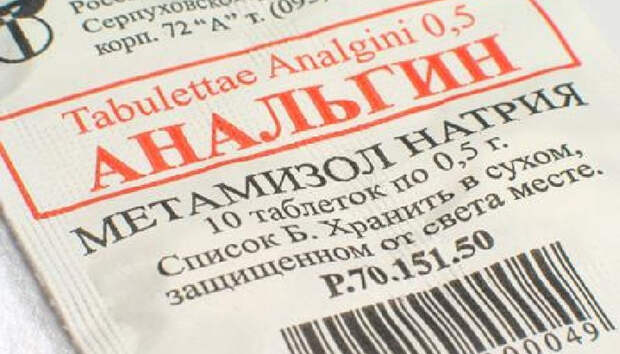 Росси
Серпуховско
корп. 72 “А” т. (09
Tabulettae Analgini 0,5
АНАЛЬГИН
МЕТАМИЗОЛ НАТРИЯ
10 таблеток по 0,5 г.
Список Б. Хранить в сухом,
защищенном от света месте.
Р.70.151.50
00049